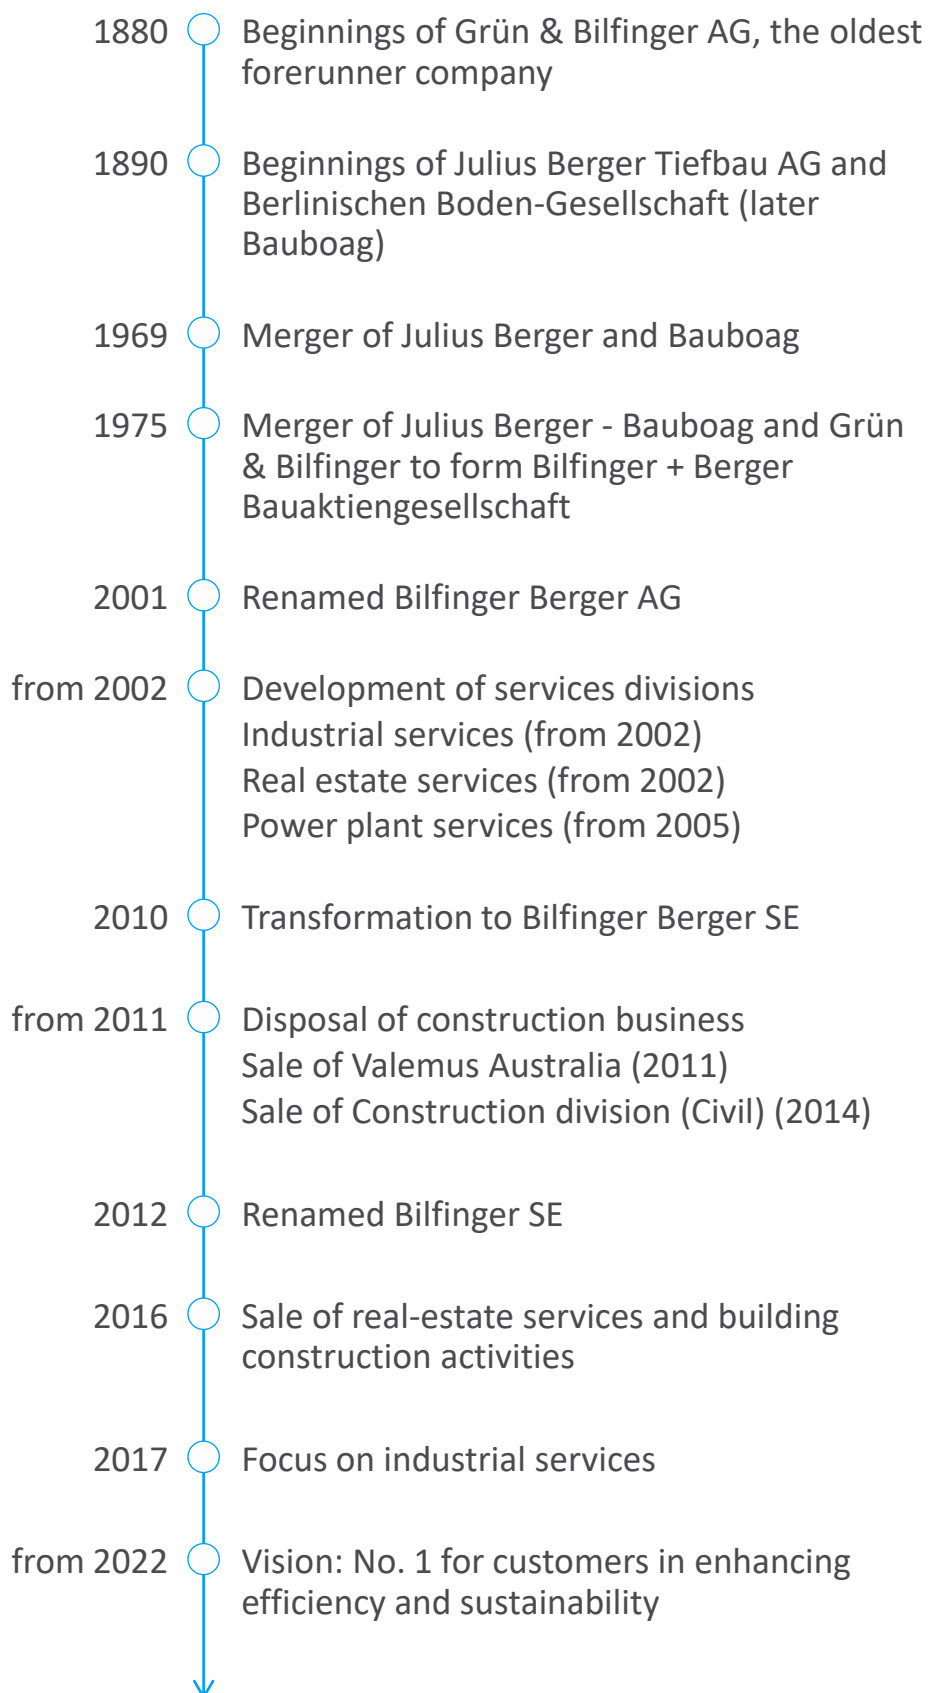 1880 Beginnings of Grün & Bilfinger AG, the oldest
forerunner company
1890 Beginnings of Julius Berger Tiefbau AG and
Berlinischen Boden-Gesellschaft (later
Bauboag)
1969 Merger of Julius Berger and Bauboag
1975 Merger of Julius Berger - Bauboag and Grün
& Bilfinger to form Bilfinger + Berger
Bauaktiengesellschaft
2001 Renamed Bilfinger Berger AG
from 2002 Development of services divisions
Industrial services (from 2002)
Real estate services (from 2002)
Power plant services (from 2005)
2010 Transformation to Bilfinger Berger SE
from 2011 Disposal of construction business
Sale of Valemus Australia (2011)
Sale of Construction division (Civil) (2014)
2012 Renamed Bilfinger SE
2016 Sale of real-estate services and building
construction activities
2017 Focus on industrial services
from 2022 Vision: No. 1 for customers in enhancing
efficiency and sustainability